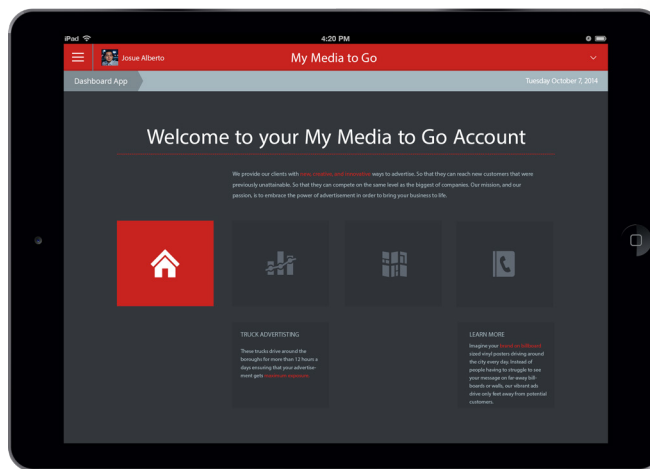 iPad 4:20 PM
Josue Alberto My Media to Go
Dashboard App Tuesday October 7, 2014
Welcome to your My Media to Go Account
We provide our clients with new, creative, and interactive ways to advertise. So that they can reach new customers that were
previously unattainable. So that they can compete on the same level as the biggest of companies. Our mission, and our
passion, is to embrace the power of advertisement in order to bring your business to life.
TRUCK ADVERTISTING
These trucks drive around the
boroughs for more than 12 hours a
days ensuring that your advertise-
ment gets maximum exposure.
LEARN MORE
Imagine your brand on billboard
sized vinyl posters driving around
the city every day. Instead of
people having to struggle to see
your message on far-away bill-
boards or walls, our vibrant ads
drive only feet away from potential
customers.